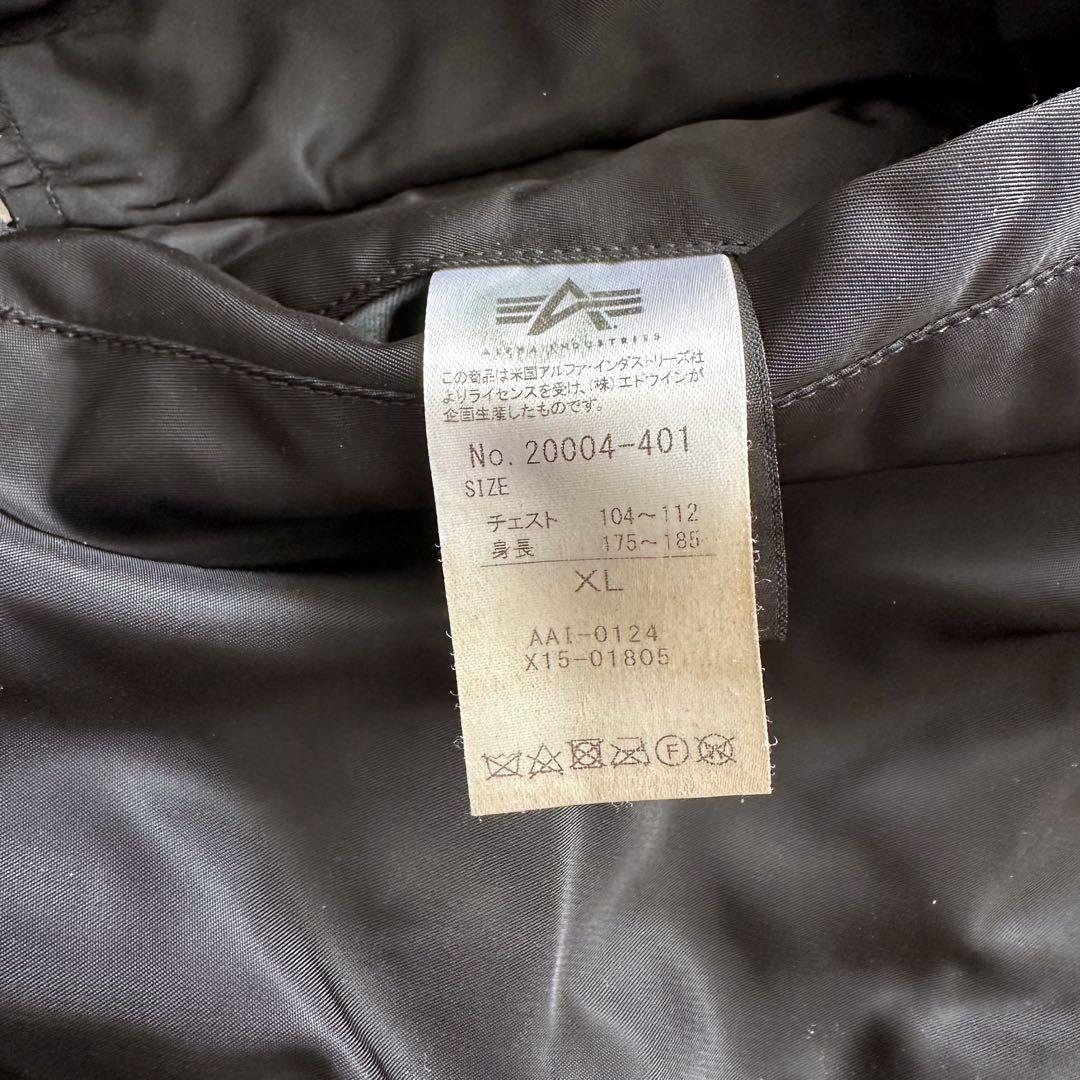 ALPHA INDUSTRIES
この商品は米国アルファ・インダストリーズ社
よりライセンスを受け、(株)エドウインが
企画生産したものです。
No. 20004-401
SIZE
チェスト 104〜112
身長 175〜185
XL
AAI-0124
X15-01805
F
W